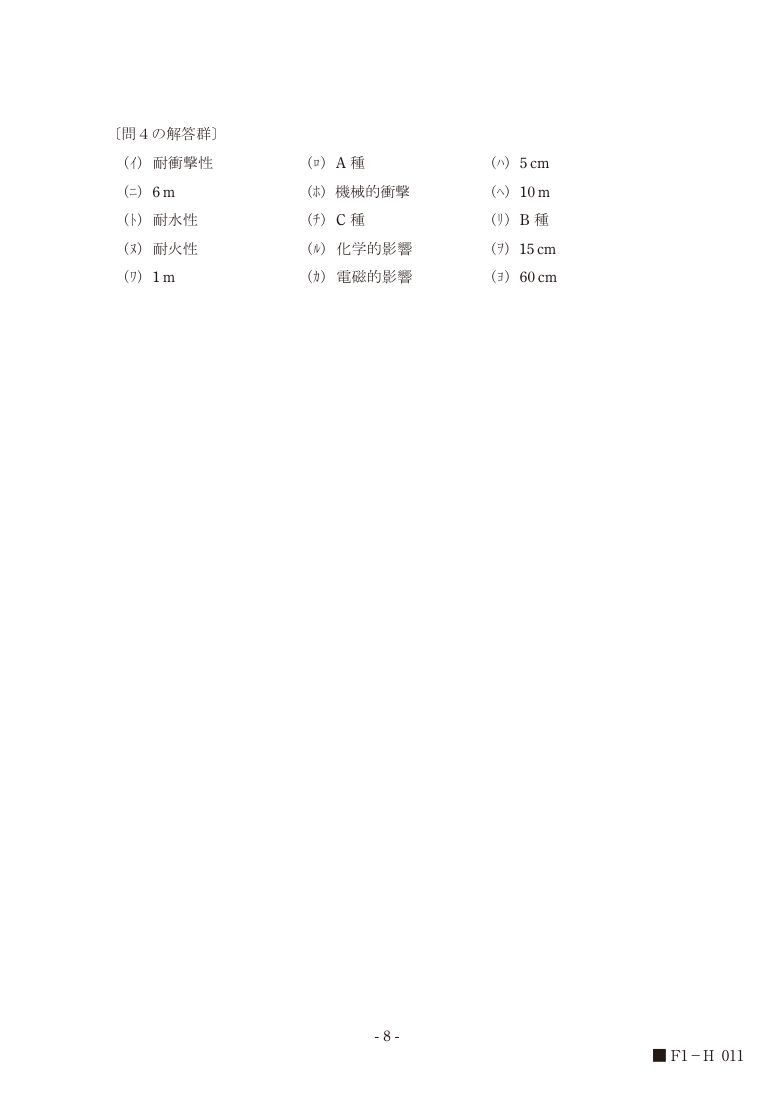 〔問４の解答群〕
（ｲ） 耐衝撃性 （ﾛ） A 種 （ﾊ） 5 cm
（ﾆ） 6 m （ﾎ） 機械的衝撃 （ﾍ） 10 m
（ﾄ） 耐水性 （ﾁ） C 種 （ﾘ） B 種
（ﾇ） 耐火性 （ﾙ） 化学的影響 （ｦ） 15 cm
（ﾜ） 1 m （ｶ） 電磁的影響 （ﾖ） 60 cm
- 8 -
■ F1－H 011